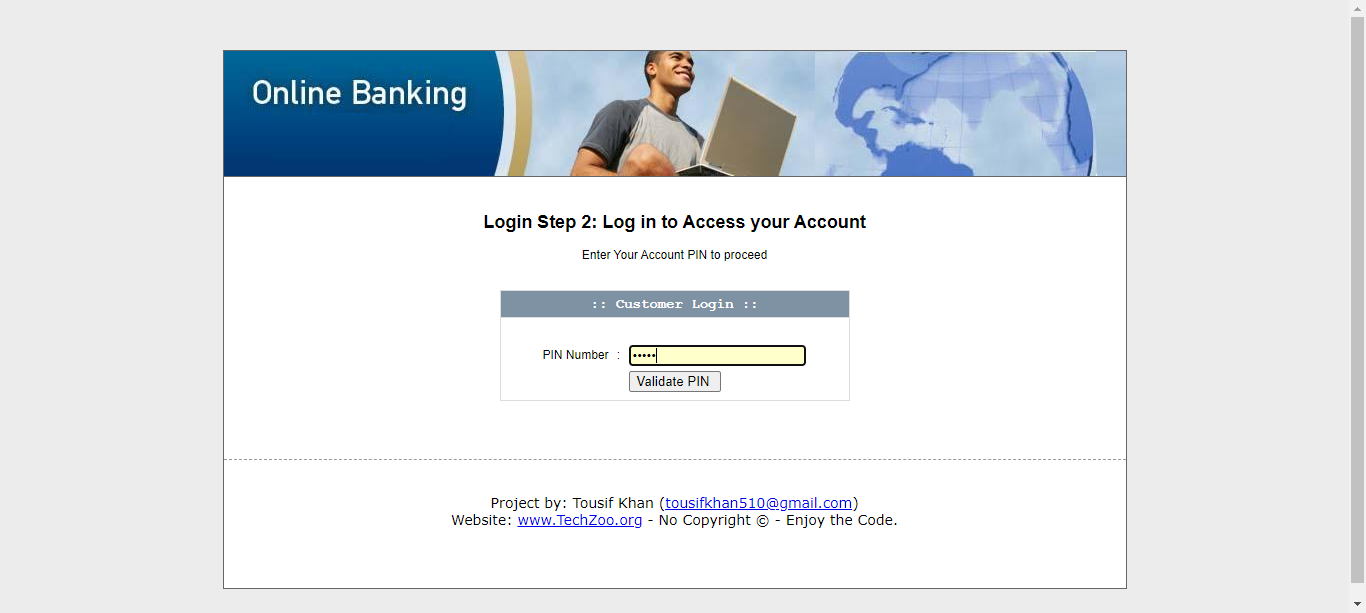 Online Banking
Login Step 2: Log in to Access your Account
Enter Your Account PIN to proceed
:: Customer Login ::
PIN Number : •••••
Validate PIN
Project by: Tousif Khan (tousifkhan510@gmail.com)
Website: www.TechZoo.org - No Copyright © - Enjoy the Code.